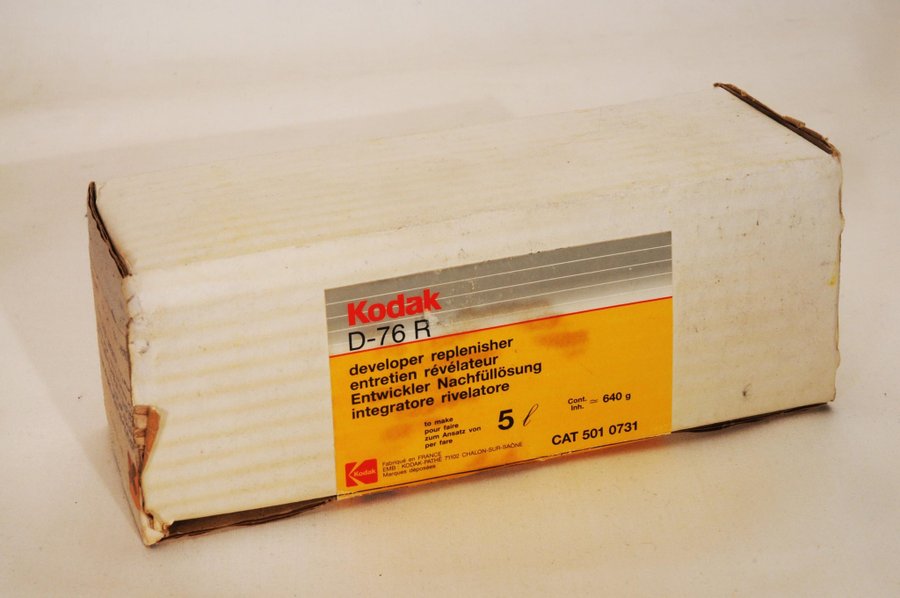 Kodak
D-76 R
developer replenisher
entretien révélateur
Entwickler Nachfüllösung
integratore rivelatore
to make
pour faire
zum Ansatz von
per fare
5 l
Cont.
Inh. ≃ 640 g
CAT 501 0731
Kodak
Fabriqué en FRANCE
EMB : KODAK-PATHÉ 71102 CHALON-SUR-SAÔNE
Marques déposées